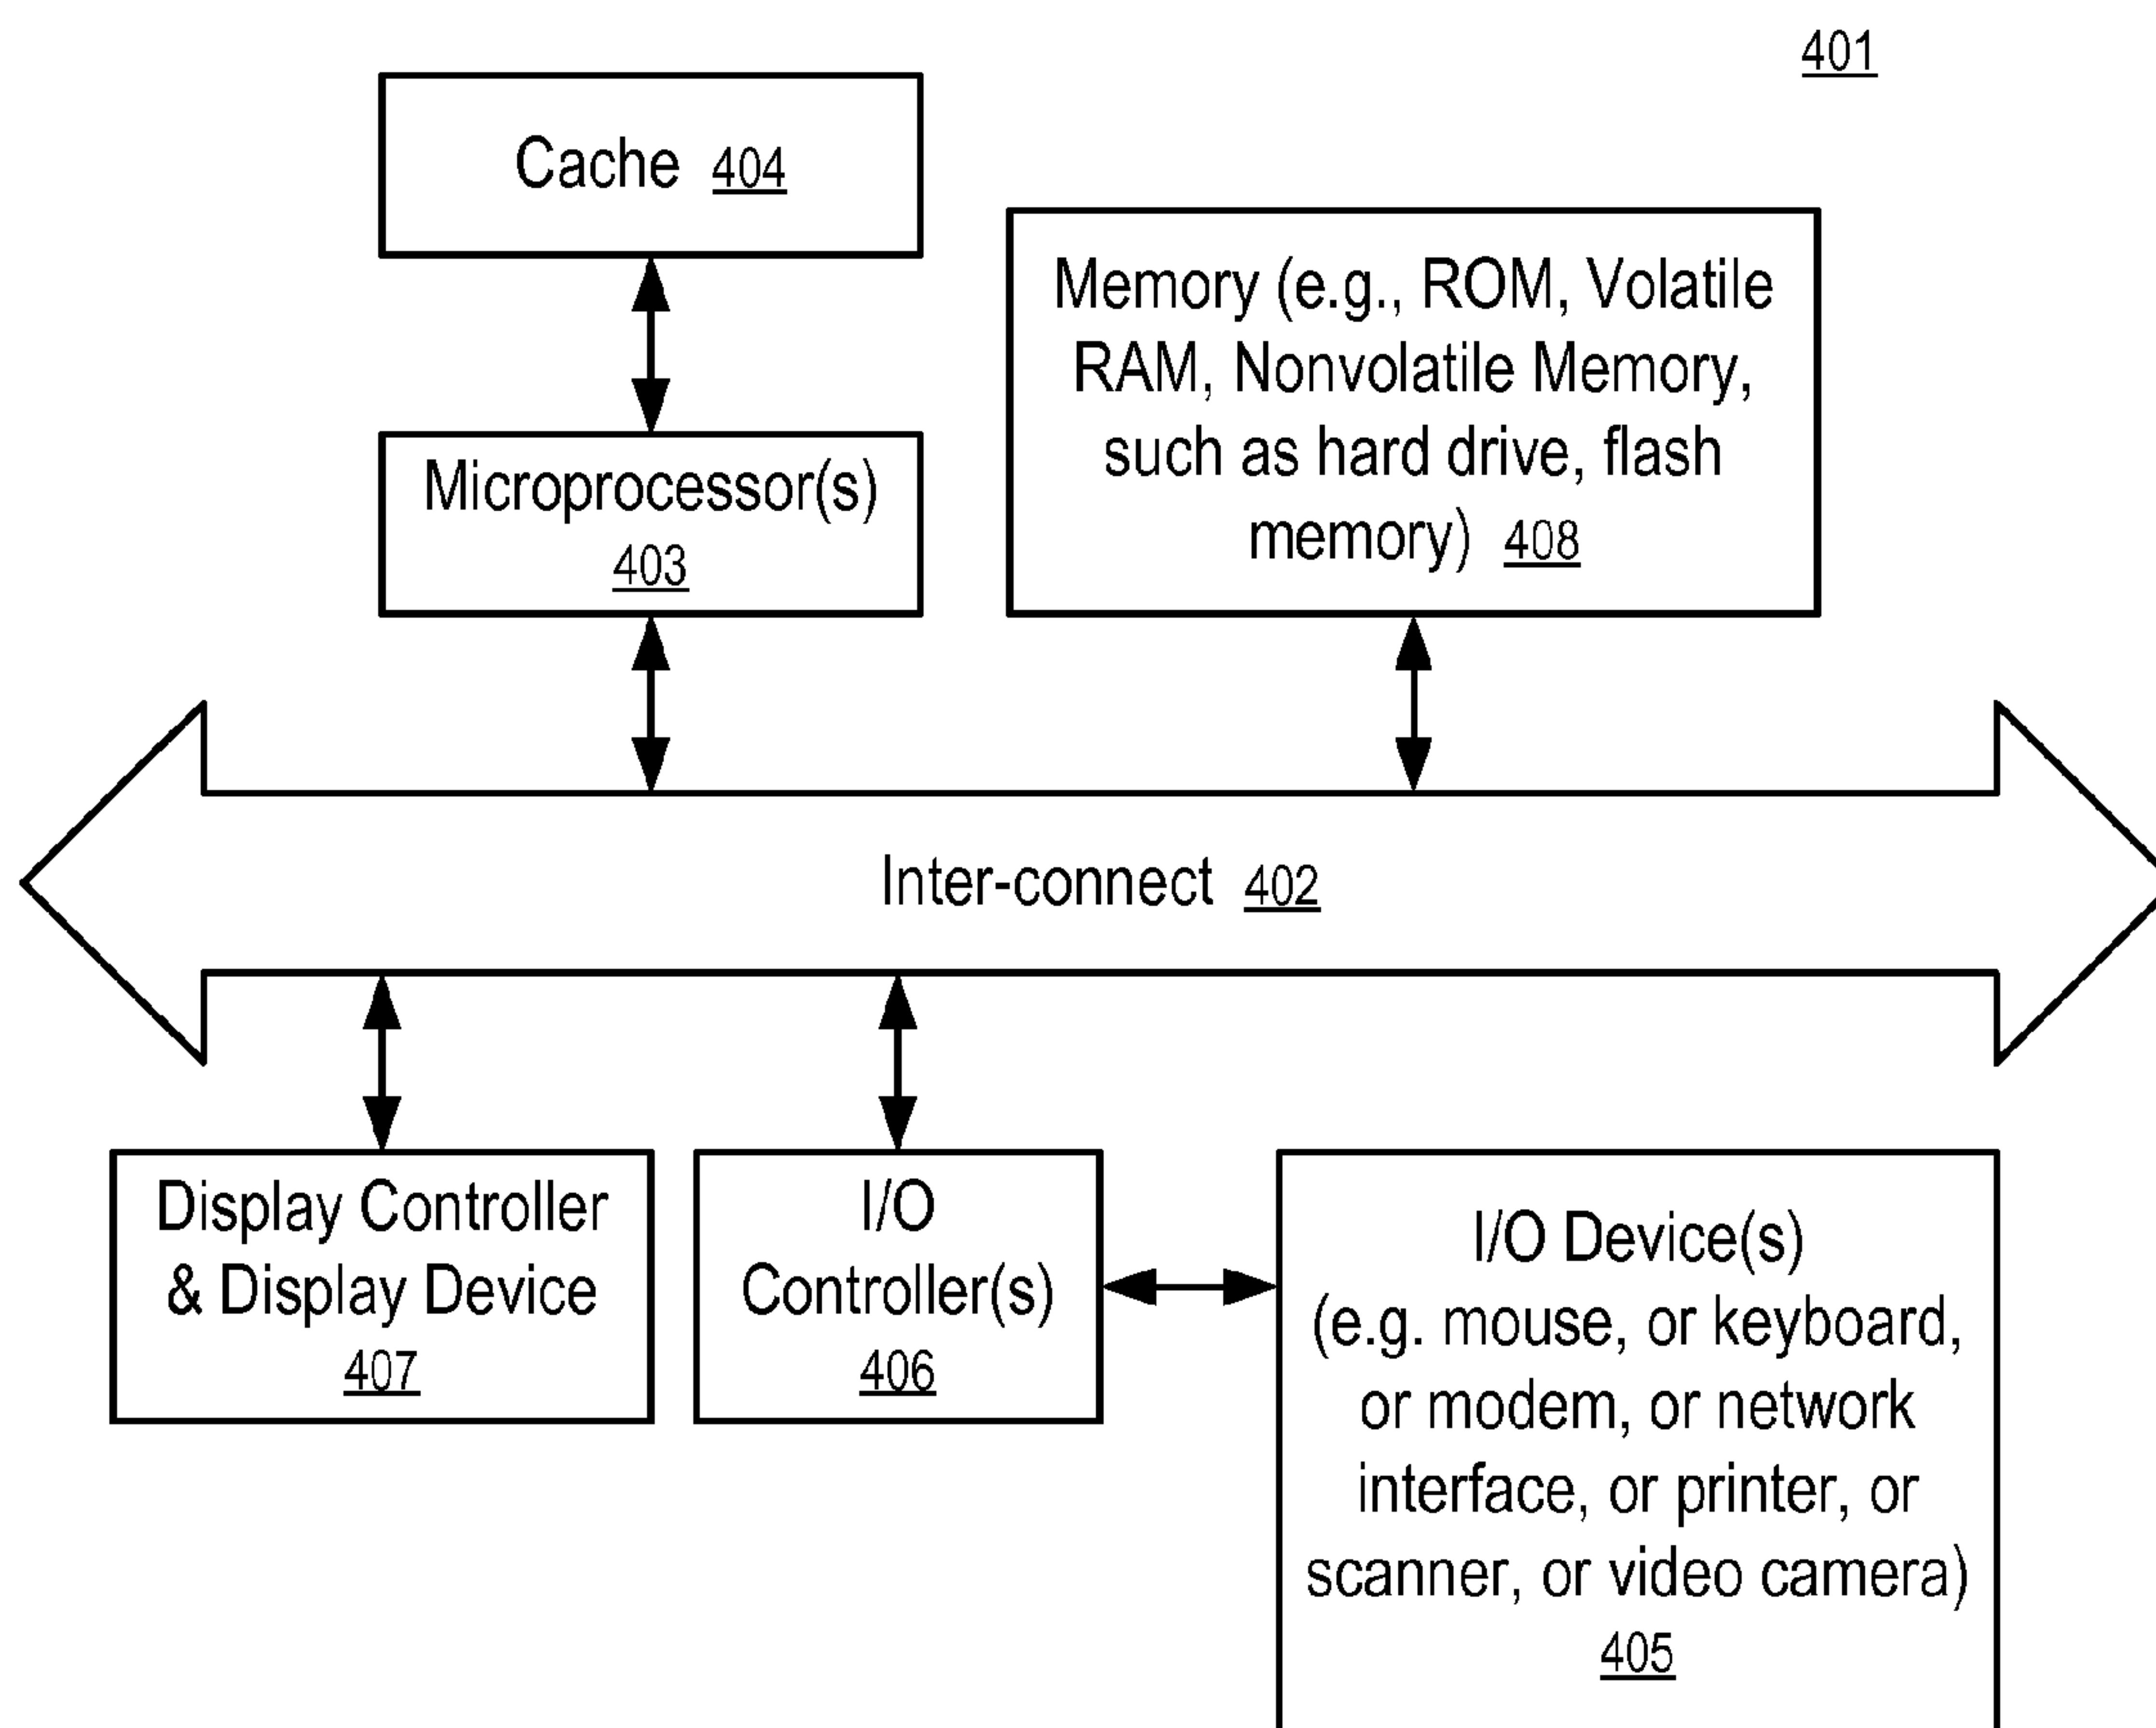 401
Cache 404
Memory (e.g., ROM, Volatile
RAM, Nonvolatile Memory,
such as hard drive, flash
memory) 408
Microprocessor(s)
403
Inter-connect 402
Display Controller
& Display Device
407
I/O
Controller(s)
406
I/O Device(s)
(e.g. mouse, or keyboard,
or modem, or network
interface, or printer, or
scanner, or video camera)
405